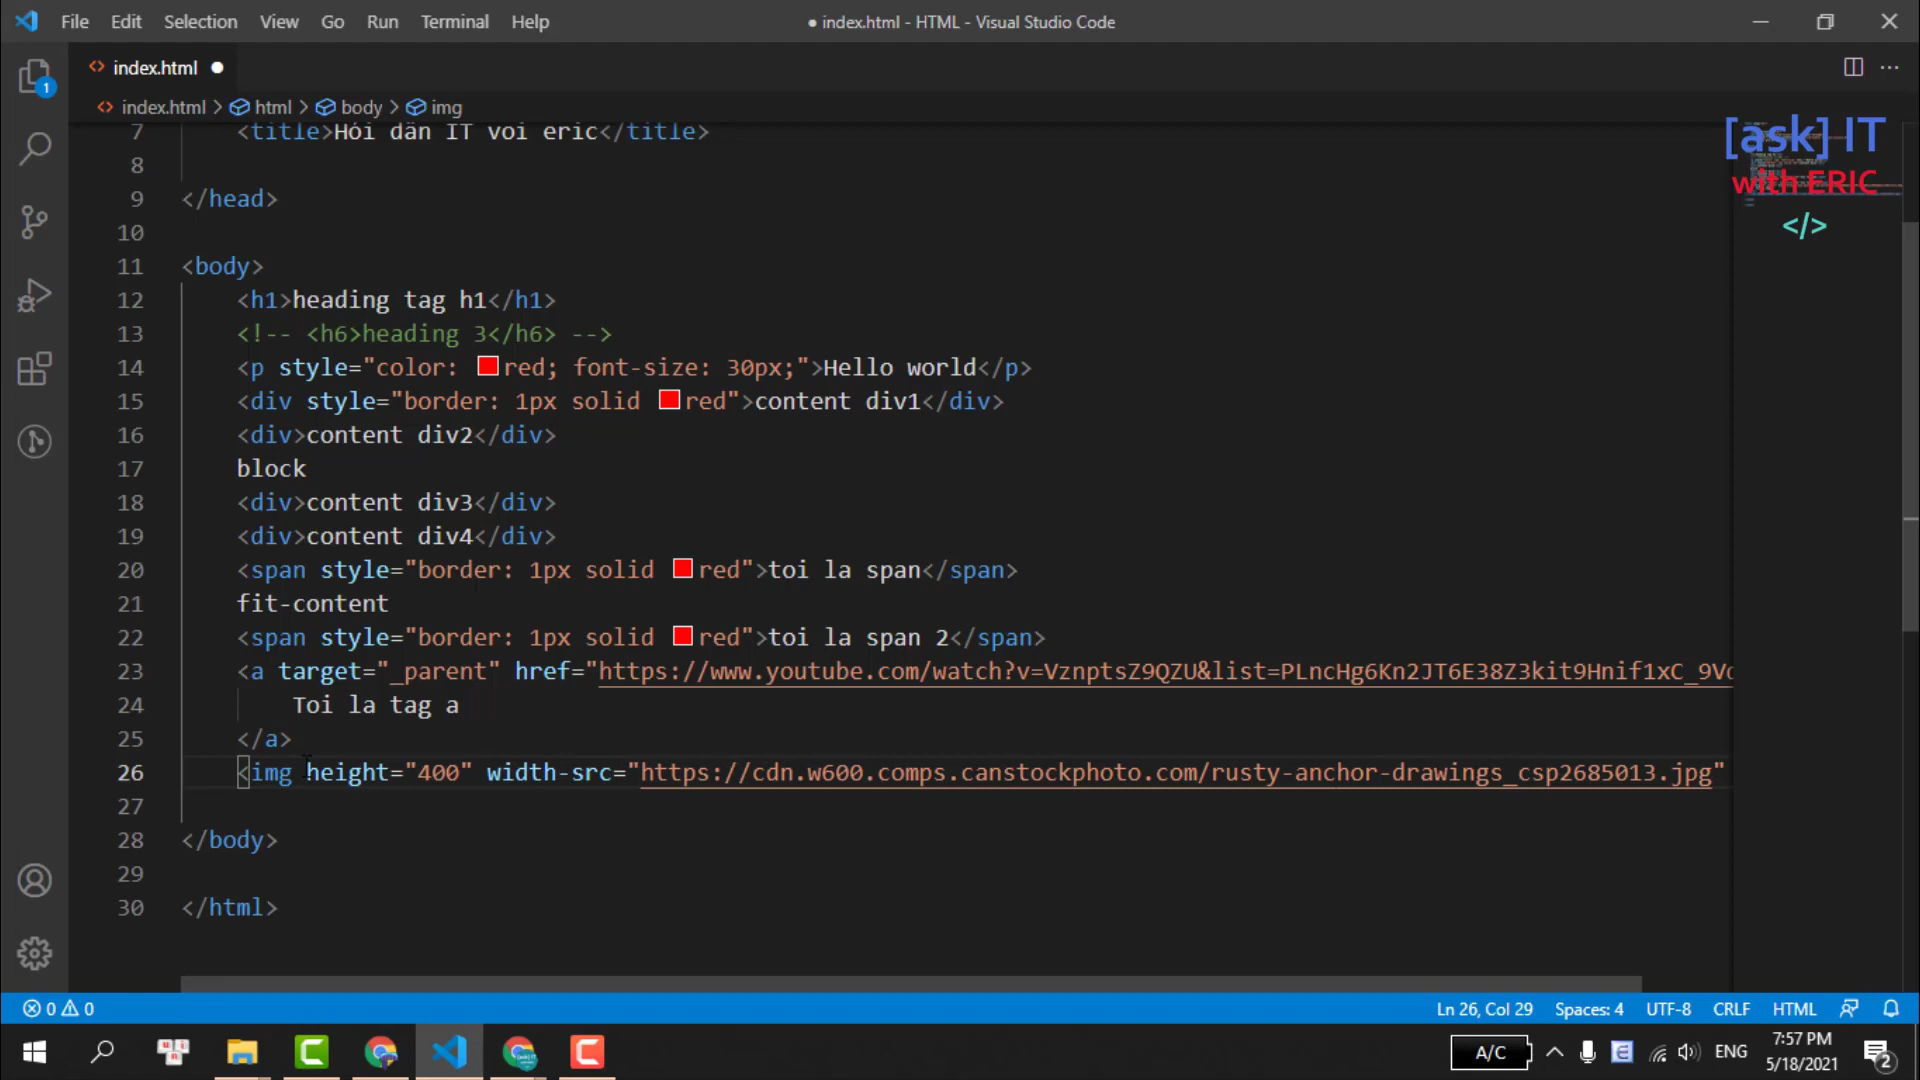 File Edit Selection View Go Run Terminal Help
● index.html - HTML - Visual Studio Code
index.html
1
index.html > html > body > img
[ask] IT
with ERIC
</>
7 <title>Hỏi dân IT với eric</title>
8
9 </head>
10
11 <body>
12 <h1>heading tag h1</h1>
13 <!-- <h6>heading 3</h6> -->
14 <p style="color: red; font-size: 30px;">Hello world</p>
15 <div style="border: 1px solid red">content div1</div>
16 <div>content div2</div>
17 block
18 <div>content div3</div>
19 <div>content div4</div>
20 <span style="border: 1px solid red">toi la span</span>
21 fit-content
22 <span style="border: 1px solid red">toi la span 2</span>
23 <a target="_parent" href="https://www.youtube.com/watch?v=VznptsZ9QZU&list=PLncHg6Kn2JT6E38Z3kit9Hnif1xC_9V
24 Toi la tag a
25 </a>
26 <img height="400" width-src="https://cdn.w600.comps.canstockphoto.com/rusty-anchor-drawings_csp2685013.jpg"
27
28 </body>
29
30 </html>
0 0 Ln 26, Col 29 Spaces: 4 UTF-8 CRLF HTML
A/C ENG 7:57 PM
5/18/2021 2